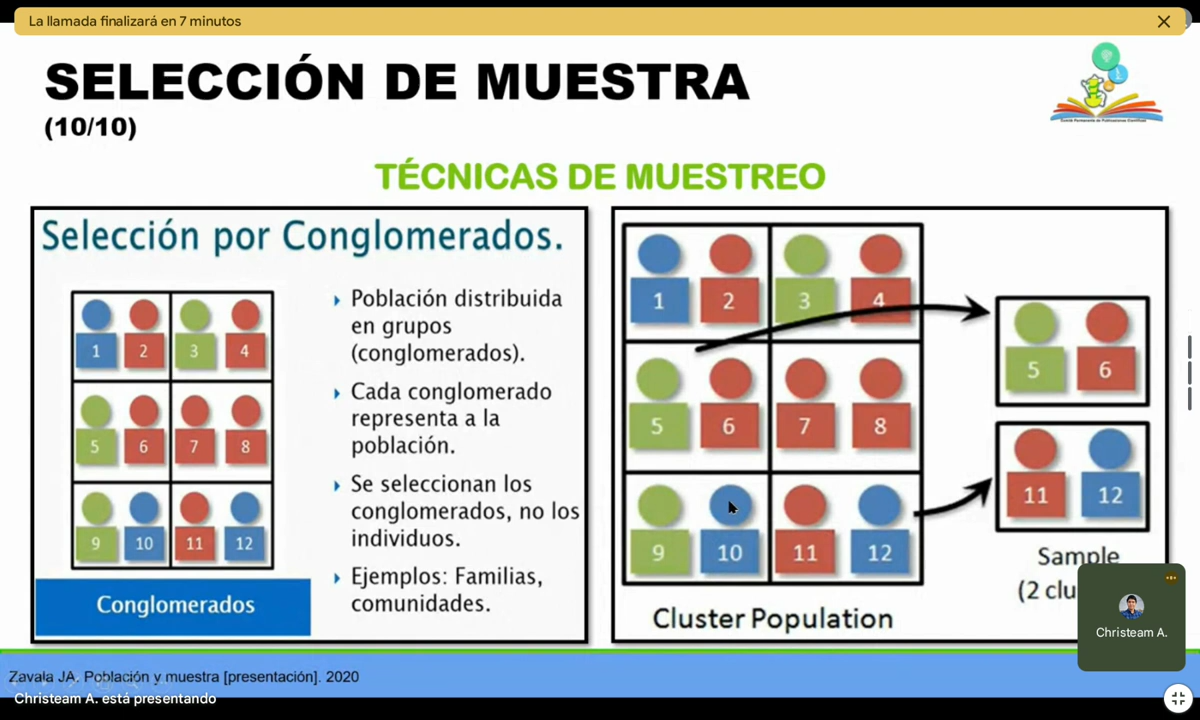 La llamada finalizará en 7 minutos
SELECCIÓN DE MUESTRA
(10/10)
TÉCNICAS DE MUESTREO
Selección por Conglomerados.
1 2 3 4
5 6 7 8
9 10 11 12
Conglomerados
Población distribuida
en grupos
(conglomerados).
Cada conglomerado
representa a la
población.
Se seleccionan los
conglomerados, no los
individuos.
Ejemplos: Familias,
comunidades.
1 2 3 4
5 6 7 8
9 10 11 12
Cluster Population
5 6
11 12
Sample
(2 clu
Christeam A.
Zavala JA. Población y muestra [presentación]. 2020
Christeam A. está presentando